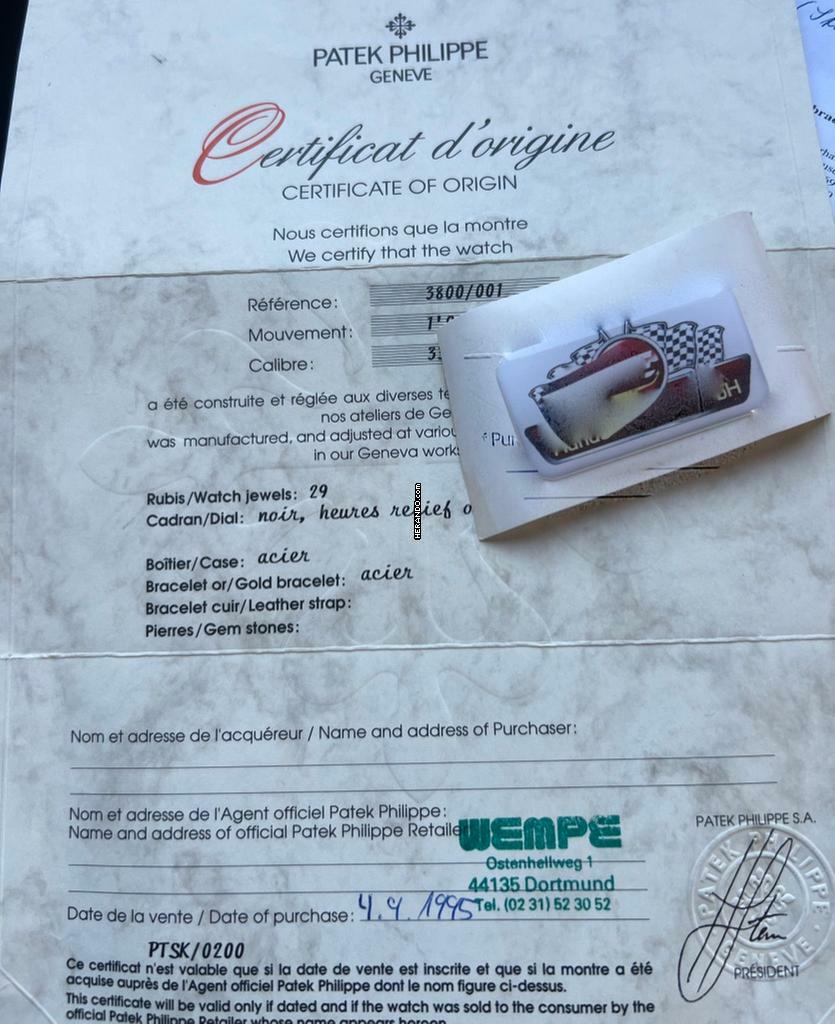 PATEK PHILIPPE
GENEVE
Certificat d'origine
CERTIFICATE OF ORIGIN
Nous certifions que la montre
We certify that the watch
Référence: 3800/001
Mouvement:
Calibre:
a été construite et réglée aux diverses
nos ateliers de
was manufactured, and adjusted at
in our Geneva
Rubis/Watch jewels: 29
Cadran/Dial: noir, heures relief
HERANDO.com
Boîtier/Case: acier
Bracelet or/Gold bracelet: acier
Bracelet cuir/Leather strap:
Pierres/Gem stones:
Nom et adresse de l'acquéreur / Name and address of Purchaser:
Nom et adresse de l'Agent officiel Patek Philippe:
Name and address of official Patek Philippe Retailer
WEMPE
Ostenhellweg 1
44135 Dortmund
Tel. (02 31) 52 30 52
Date de la vente / Date of purchase: 4.9.1995
PATEK PHILIPPE S.A.
PATEK PHILIPPE GENEVE
PRÉSIDENT
PTSK/0200
Ce certificat n'est valable que si la date de vente est inscrite et que si la montre a été
acquise auprès de l'Agent officiel Patek Philippe dont le nom figure ci-dessus.
This certificate will be valid only if dated and if the watch was sold to the consumer by the
official Patek Philippe Retailer whose name appears hereon.